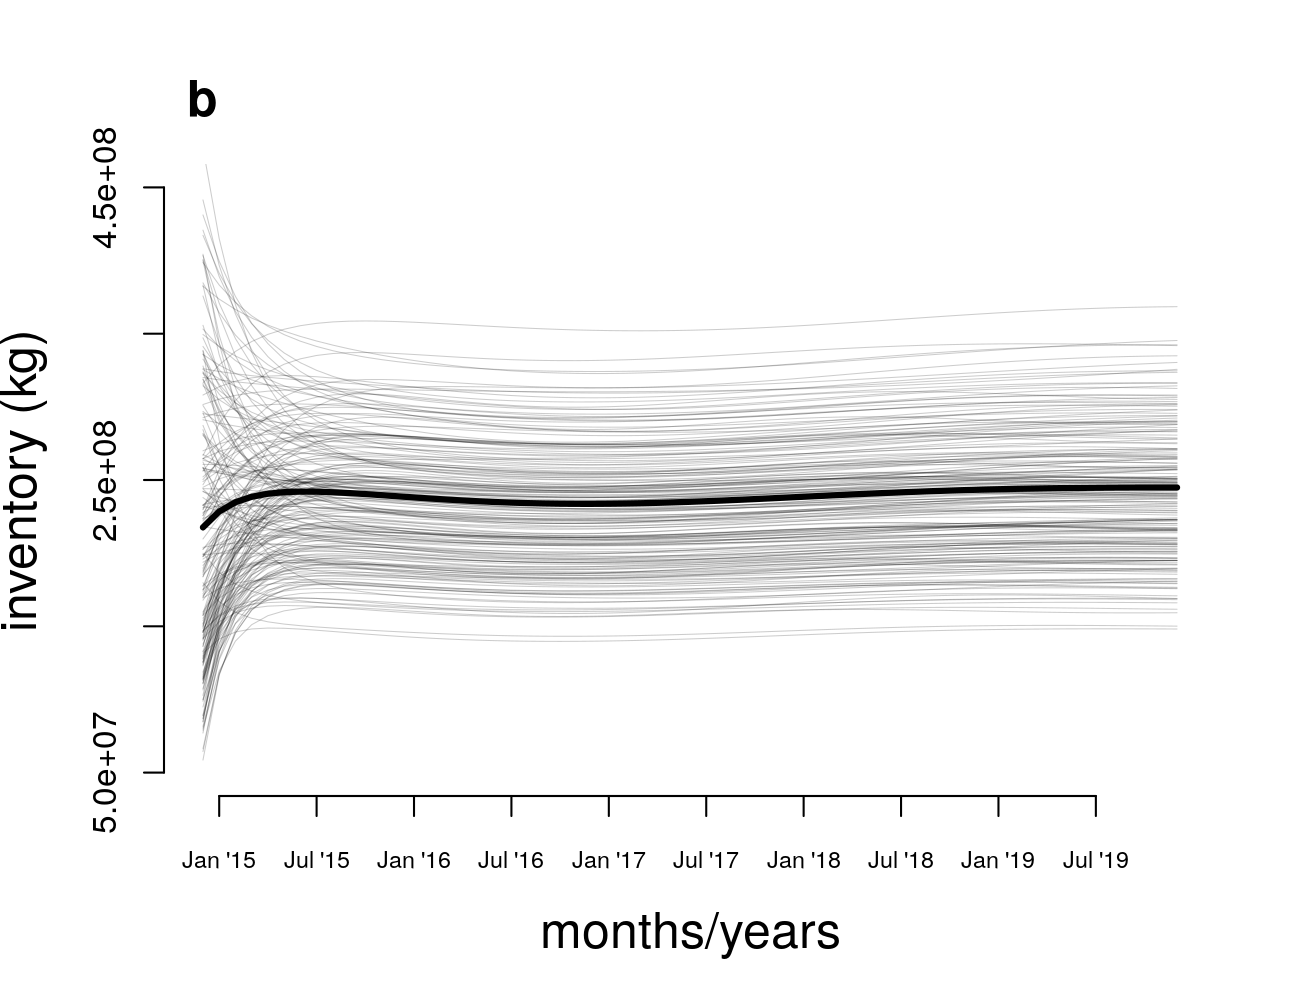 b
inventory (kg)
4.5e+08
2.5e+08
5.0e+07
Jan '15 Jul '15 Jan '16 Jul '16 Jan '17 Jul '17 Jan '18 Jul '18 Jan '19 Jul '19
months/years